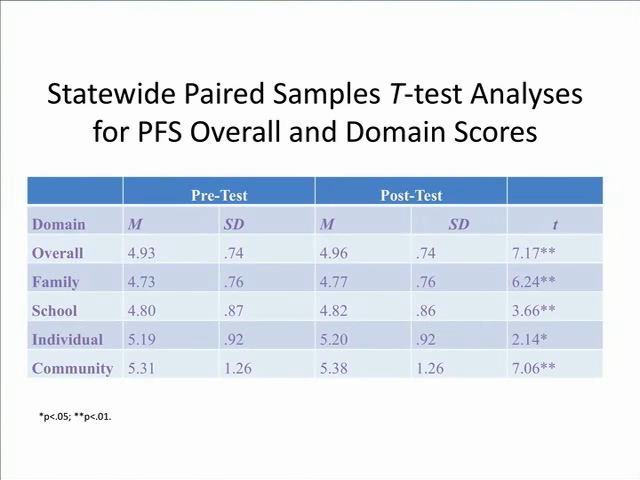 Statewide Paired Samples T-test Analyses
for PFS Overall and Domain Scores
Pre-Test Post-Test
Domain M SD M SD t
Overall 4.93 .74 4.96 .74 7.17**
Family 4.73 .76 4.77 .76 6.24**
School 4.80 .87 4.82 .86 3.66**
Individual 5.19 .92 5.20 .92 2.14*
Community 5.31 1.26 5.38 1.26 7.06**
*p<.05; **p<.01.